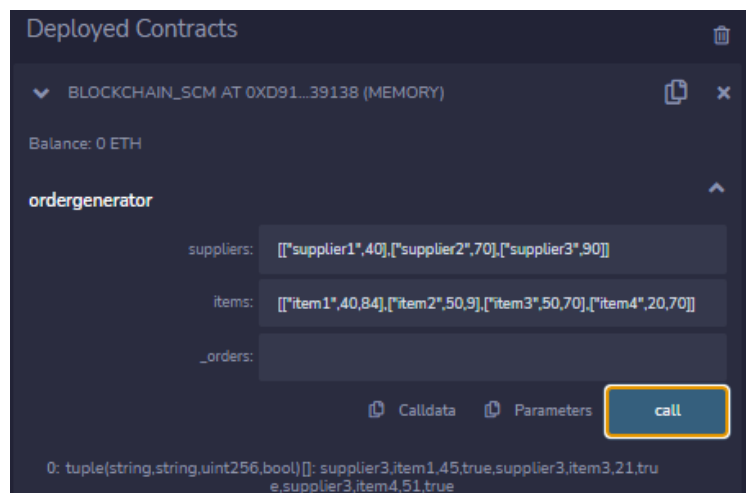 Deployed Contracts
BLOCKCHAIN_SCM AT 0XD91...39138 (MEMORY)
Balance: 0 ETH
ordergenerator
suppliers: [["supplier1",40],["supplier2",70],["supplier3",90]]
items: [["item1",40,84],["item2",50,9],["item3",50,70],["item4",20,70]]
_orders:
Calldata Parameters call
0: tuple(string,string,uint256,bool)[]: supplier3,item1,45,true,supplier3,item3,21,tru
e,supplier3,item4,51,true